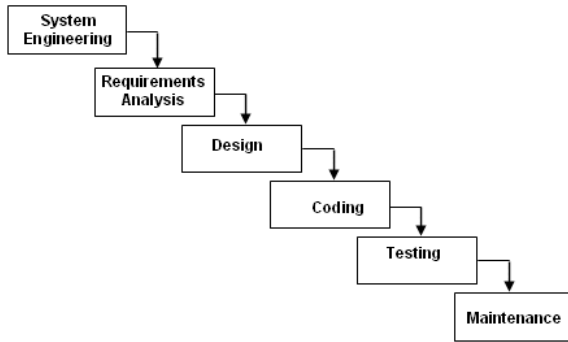 System
Engineering
Requirements
Analysis
Design
Coding
Testing
Maintenance